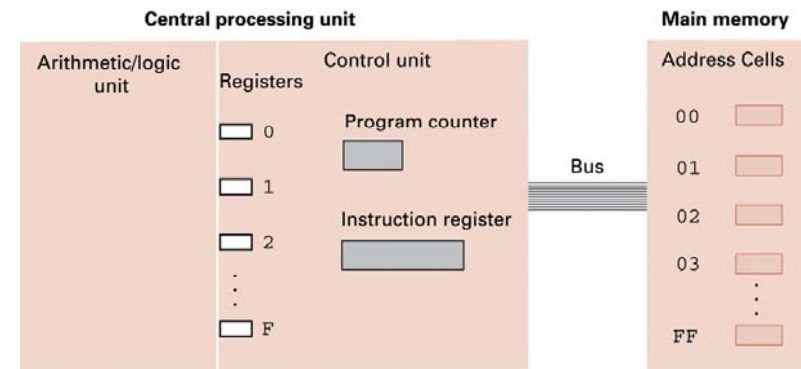 Central processing unit
Main memory
Arithmetic/logic
unit
Registers
Control unit
0
1
2
F
Program counter
Instruction register
Bus
Address Cells
00
01
02
03
FF